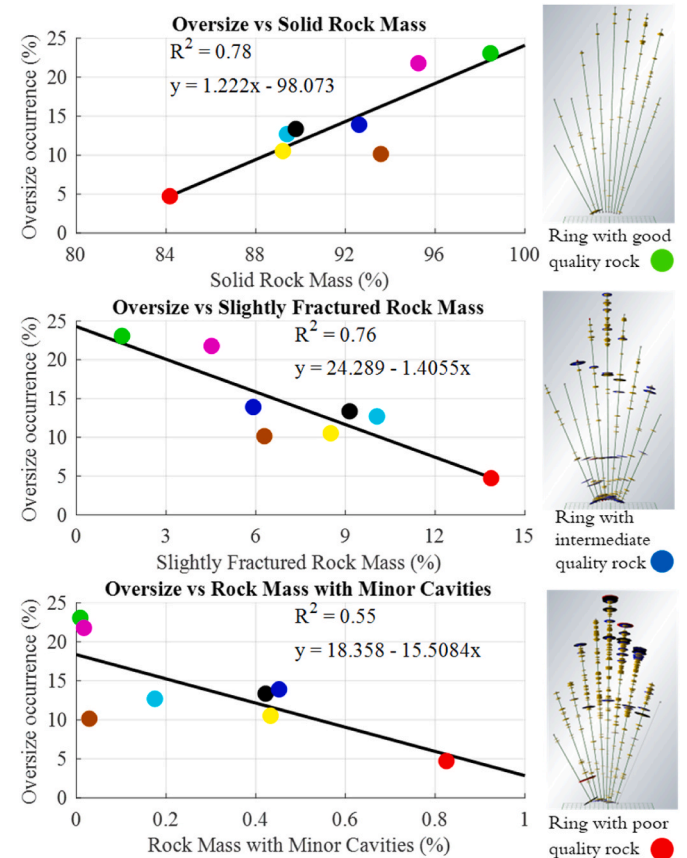 Oversize vs Solid Rock Mass
R² = 0.78
y = 1.222x - 98.073
Oversize occurrence (%)
25
20
15
10
5
0
80 84 88 92 96 100
Solid Rock Mass (%)
Ring with good
quality rock
Oversize vs Slightly Fractured Rock Mass
R² = 0.76
y = 24.289 - 1.4055x
Oversize occurrence (%)
25
20
15
10
5
0
0 3 6 9 12 15
Slightly Fractured Rock Mass (%)
Ring with
intermediate
quality rock
Oversize vs Rock Mass with Minor Cavities
R² = 0.55
y = 18.358 - 15.5084x
Oversize occurrence (%)
25
20
15
10
5
0
0 0.2 0.4 0.6 0.8 1
Rock Mass with Minor Cavities (%)
Ring with poor
quality rock